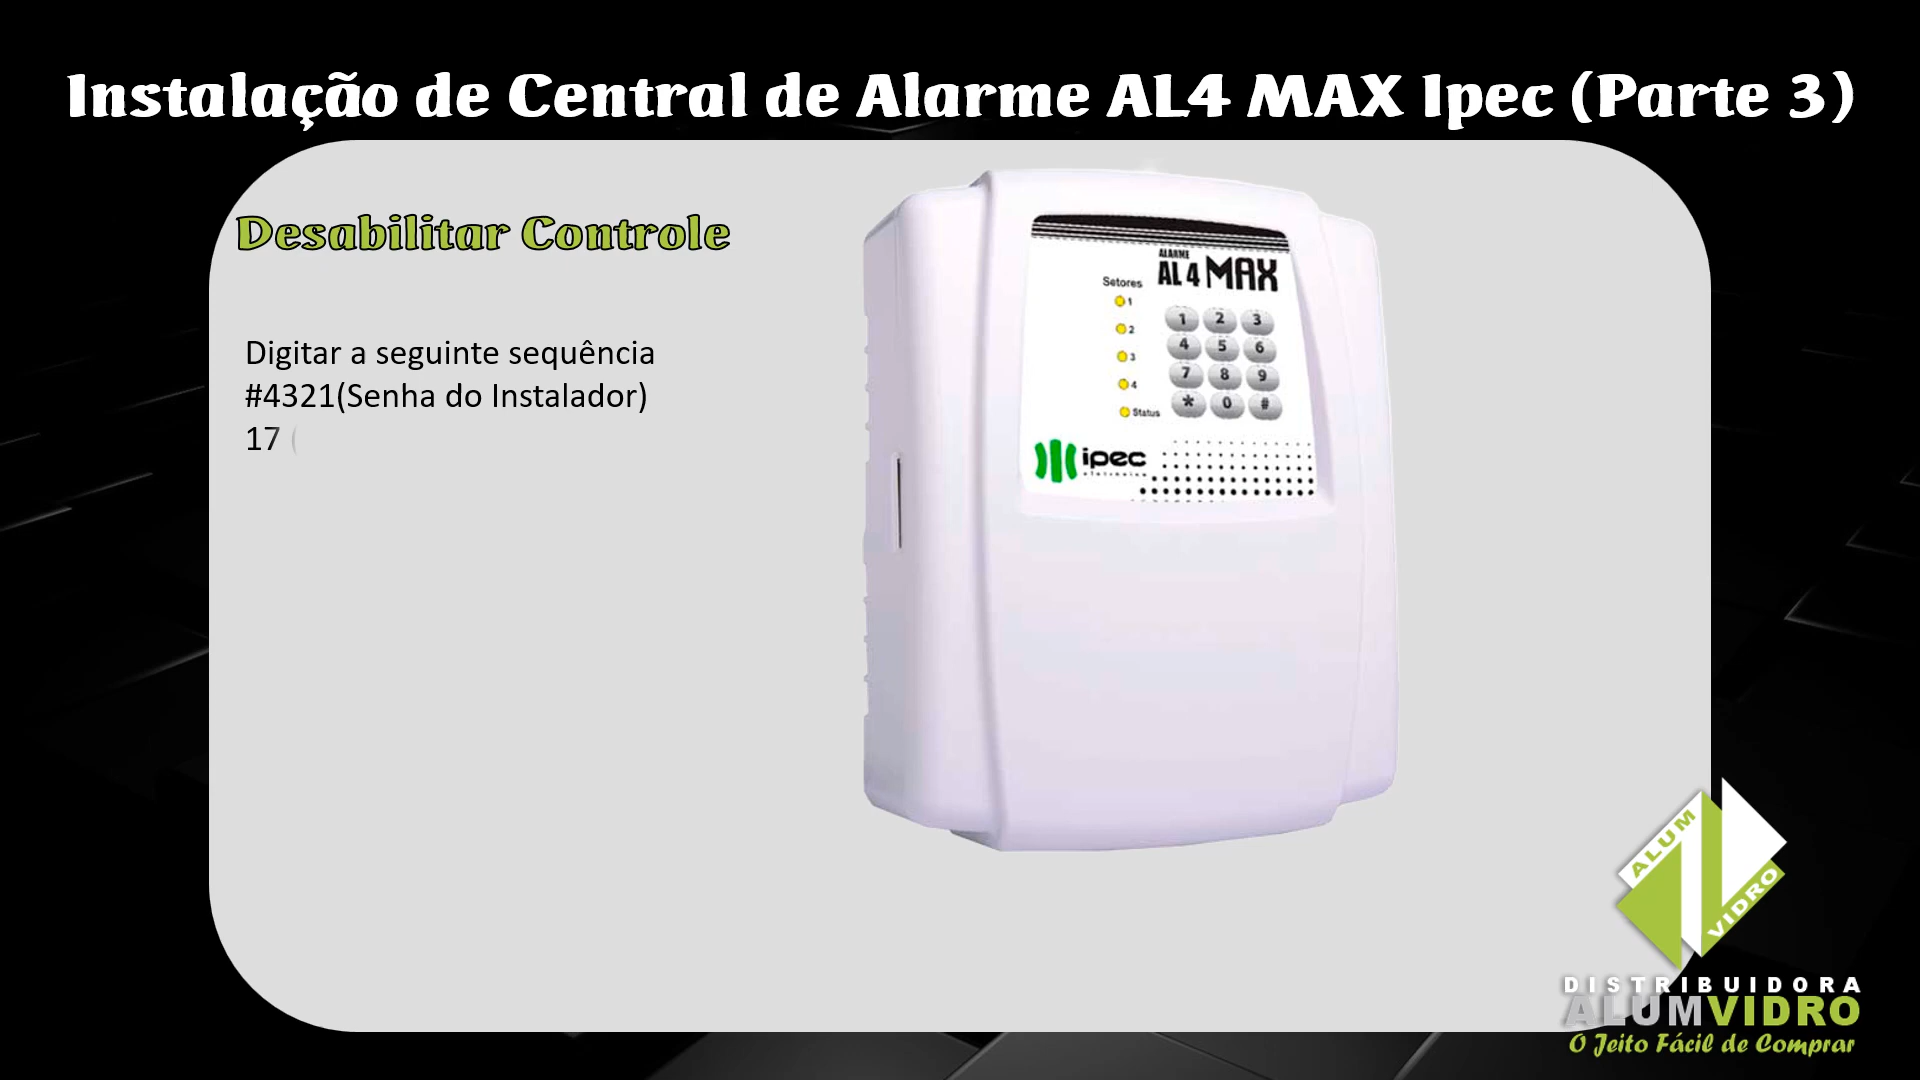 Instalação de Central de Alarme AL4 MAX Ipec (Parte 3)
Desabilitar Controle
Digitar a seguinte sequência
#4321(Senha do Instalador)
17 (
ALARME
AL 4 MAX
Setores
1
2
3
4
Status
1 2 3
4 5 6
7 8 9
* 0 #
ipec
ALUM
VIDRO
DISTRIBUIDORA
ALUMVIDRO
O Jeito Fácil de Comprar